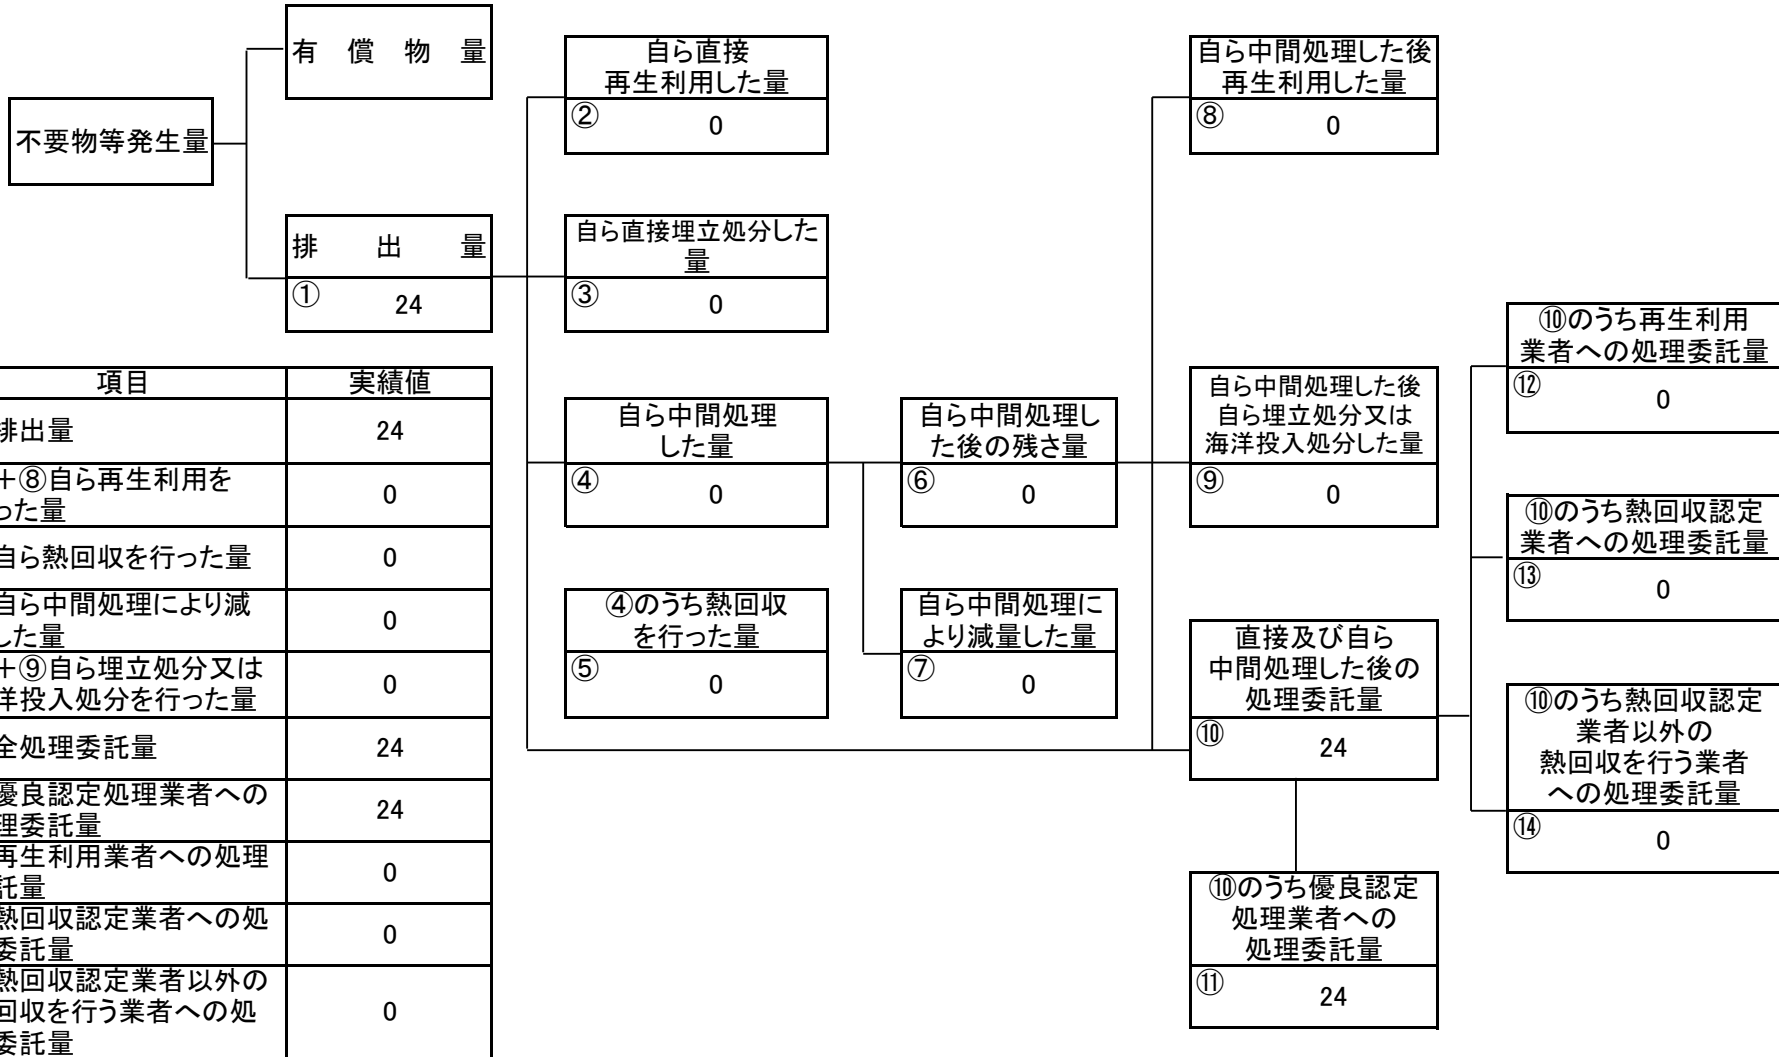 有償物量
不要物等発生量
排出量
① 24
自ら直接
再生利用した量
② 0
自ら直接埋立処分した
量
③ 0
自ら中間処理
した量
④ 0
④のうち熱回収
を行った量
⑤ 0
自ら中間処理し
た後の残さ量
⑥ 0
自ら中間処理に
より減量した量
⑦ 0
自ら中間処理した後
再生利用した量
⑧ 0
自ら中間処理した後
自ら埋立処分又は
海洋投入処分した量
⑨ 0
直接及び自ら
中間処理した後の
処理委託量
⑩ 24
⑩のうち優良認定
処理業者への
処理委託量
⑪ 24
⑩のうち再生利用
業者への処理委託量
⑫ 0
⑩のうち熱回収認定
業者への処理委託量
⑬ 0
⑩のうち熱回収認定
業者以外の
熱回収を行う業者
への処理委託量
⑭ 0
項目 実績値
排出量 24
+⑧自ら再生利用を
った量 0
自ら熱回収を行った量 0
自ら中間処理により減
した量 0
+⑨自ら埋立処分又は
洋投入処分を行った量 0
全処理委託量 24
優良認定処理業者への
理委託量 24
再生利用業者への処理
託量 0
熱回収認定業者への処
委託量 0
熱回収認定業者以外の
回収を行う業者への処
委託量 0